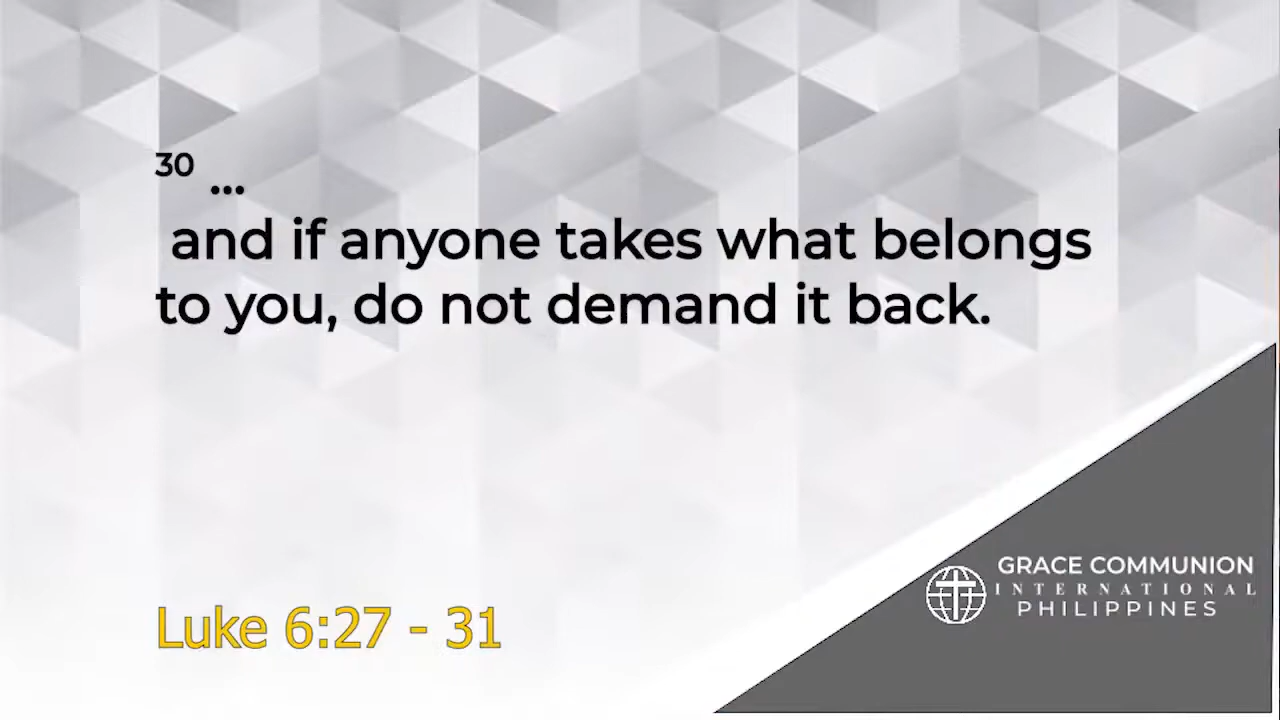 30 ...
and if anyone takes what belongs
to you, do not demand it back.
Luke 6:27 - 31
GRACE COMMUNION
INTERNATIONAL
PHILIPPINES